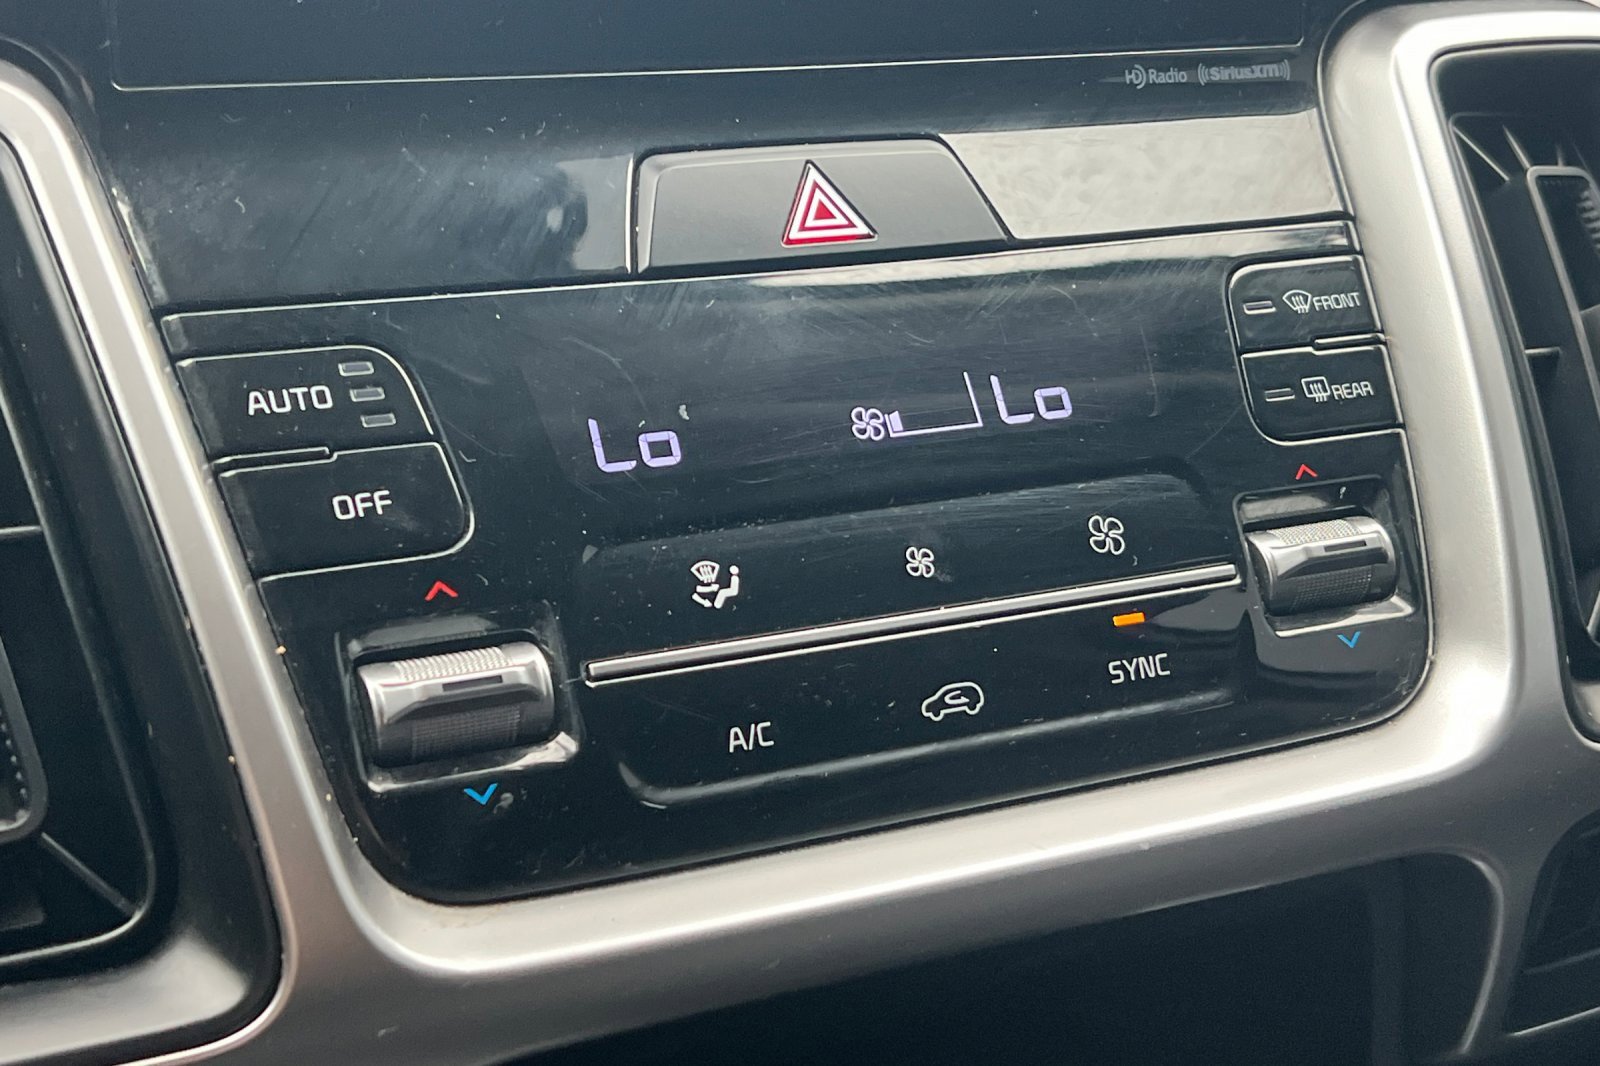 HD Radio ((SiriusXM))
FRONT
AUTO
REAR
Lo Lo
OFF
SYNC
A/C